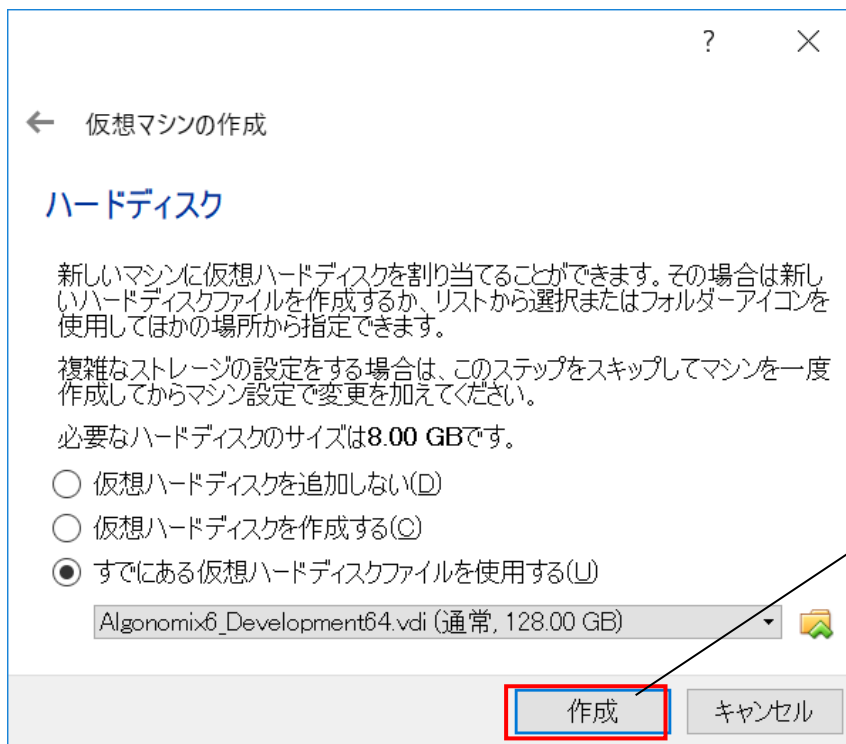 ?
仮想マシンの作成
ハードディスク
新しいマシンに仮想ハードディスクを割り当てることができます。その場合は新し
いハードディスクファイルを作成するか、リストから選択またはフォルダーアイコンを
使用してほかの場所から指定できます。
複雑なストレージの設定をする場合は、このステップをスキップしてマシンを一度
作成してからマシン設定で変更を加えてください。
必要なハードディスクのサイズは8.00 GBです。
仮想ハードディスクを追加しない(D)
仮想ハードディスクを作成する(C)
すでにある仮想ハードディスクファイルを使用する(U)
Algonomix6_Development64.vdi (通常, 128.00 GB)
作成 キャンセル